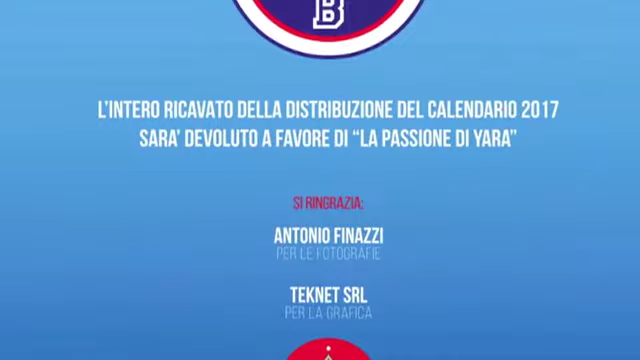 B
L'INTERO RICAVATO DELLA DISTRIBUZIONE DEL CALENDARIO 2017
SARA' DEVOLUTO A FAVORE DI “LA PASSIONE DI YARA”
SI RINGRAZIA:
ANTONIO FINAZZI
PER LE FOTOGRAFIE
TEKNET SRL
PER LA GRAFICA